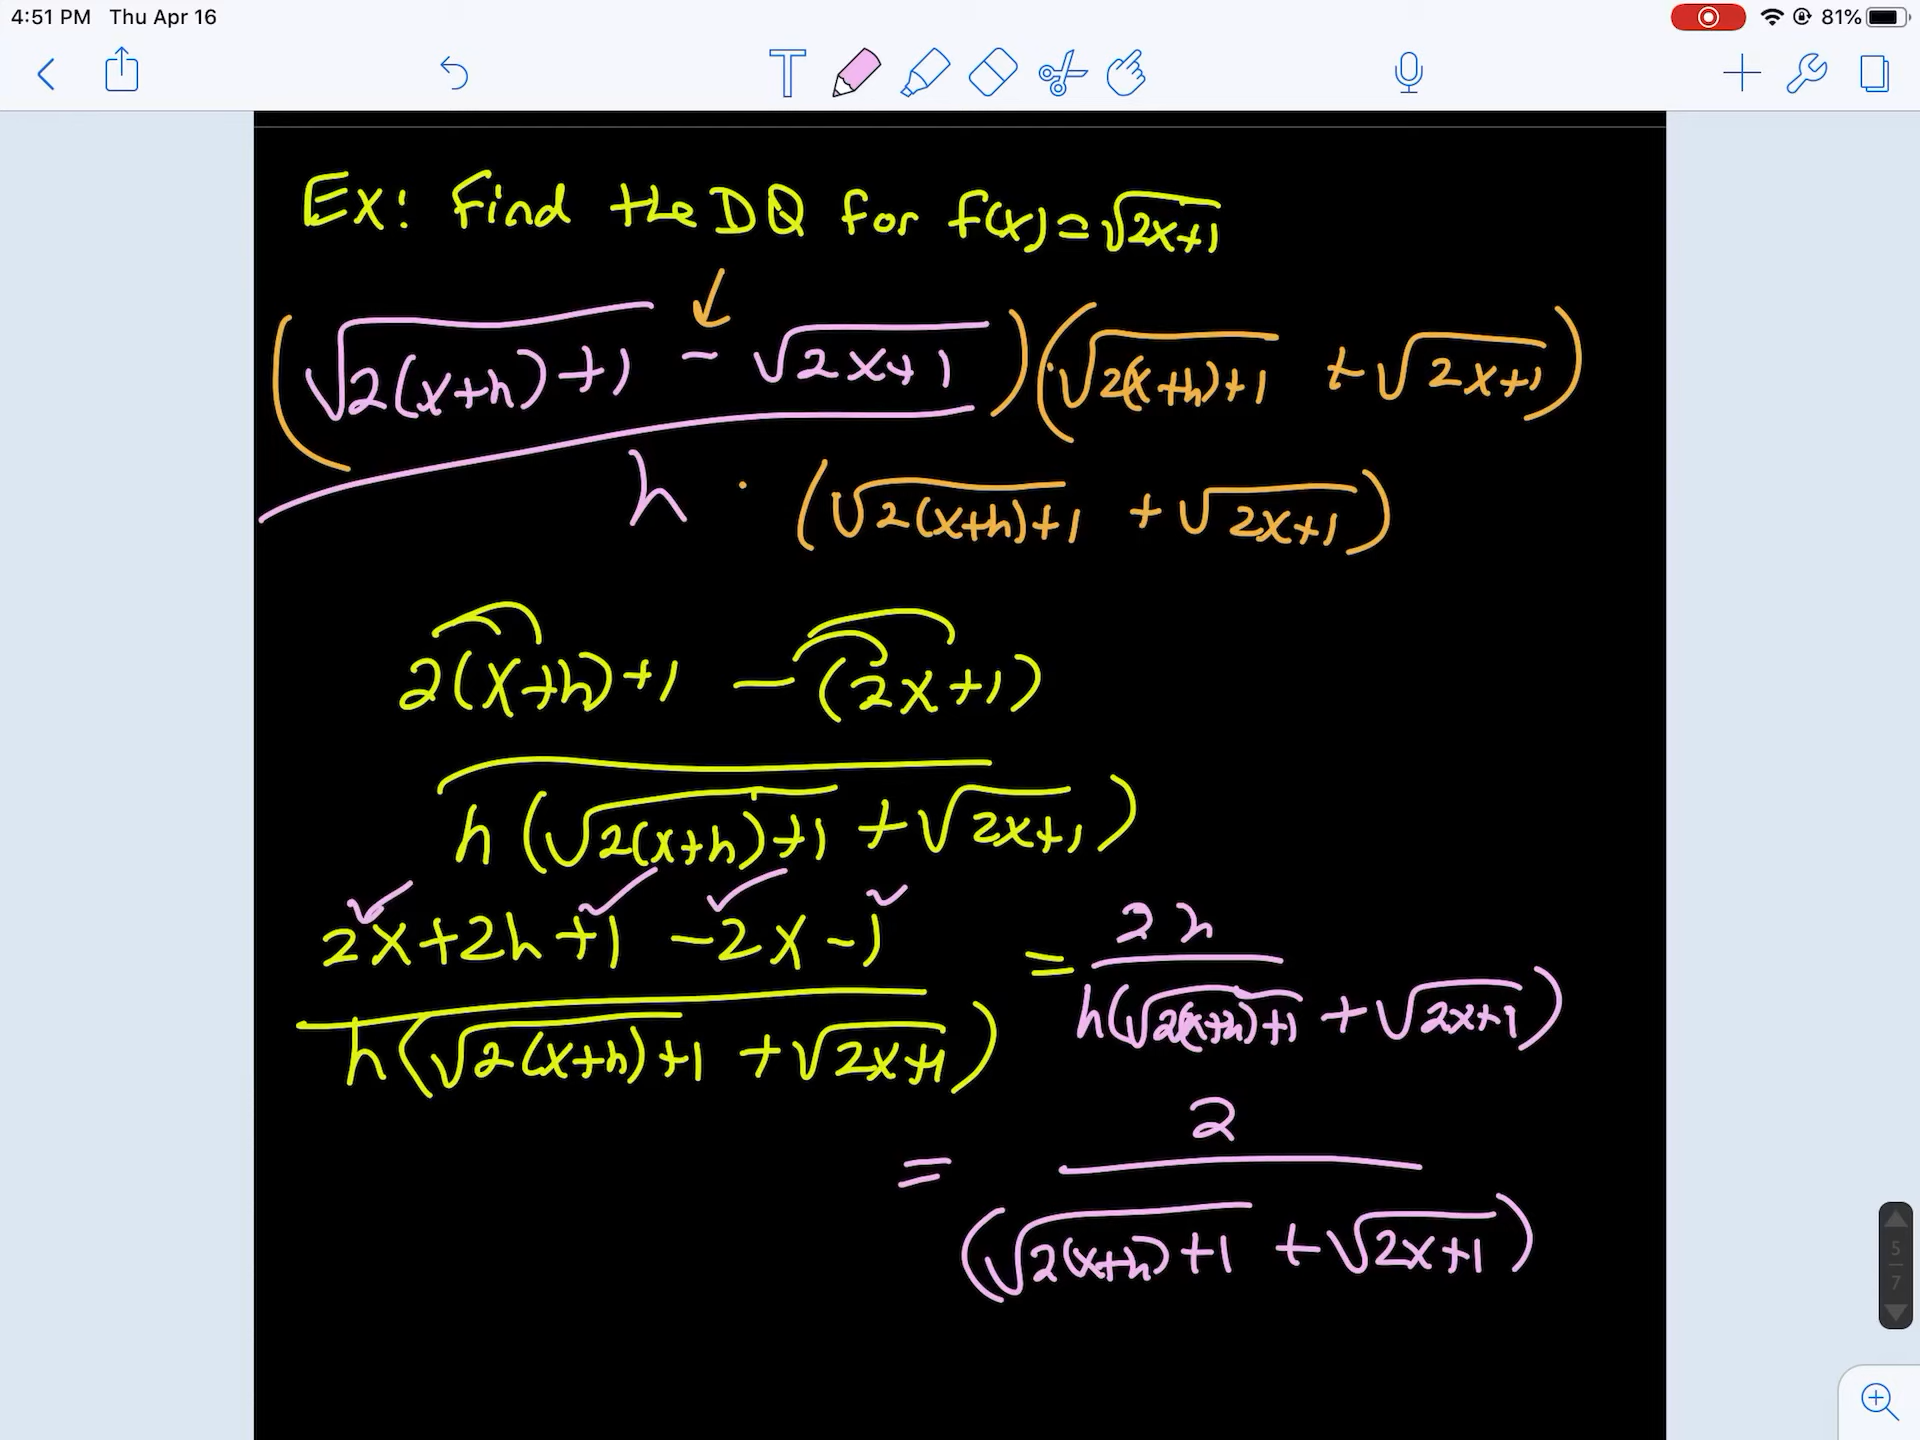 4:51 PM Thu Apr 16 81%
T
Ex: Find the DQ for f(x)=√2x+1
(√2(x+h)+1 - √2x+1)(√2(x+h)+1 + √2x+1)
h · (√2(x+h)+1 + √2x+1)
2(x+h)+1 - (2x+1)
h(√2(x+h)+1 + √2x+1)
2x+2h+1 -2x-1 = 2h
h(√2(x+h)+1 + √2x+1) h(√2(x+h)+1 + √2x+1)
= 2
(√2(x+h)+1 + √2x+1)
5
7